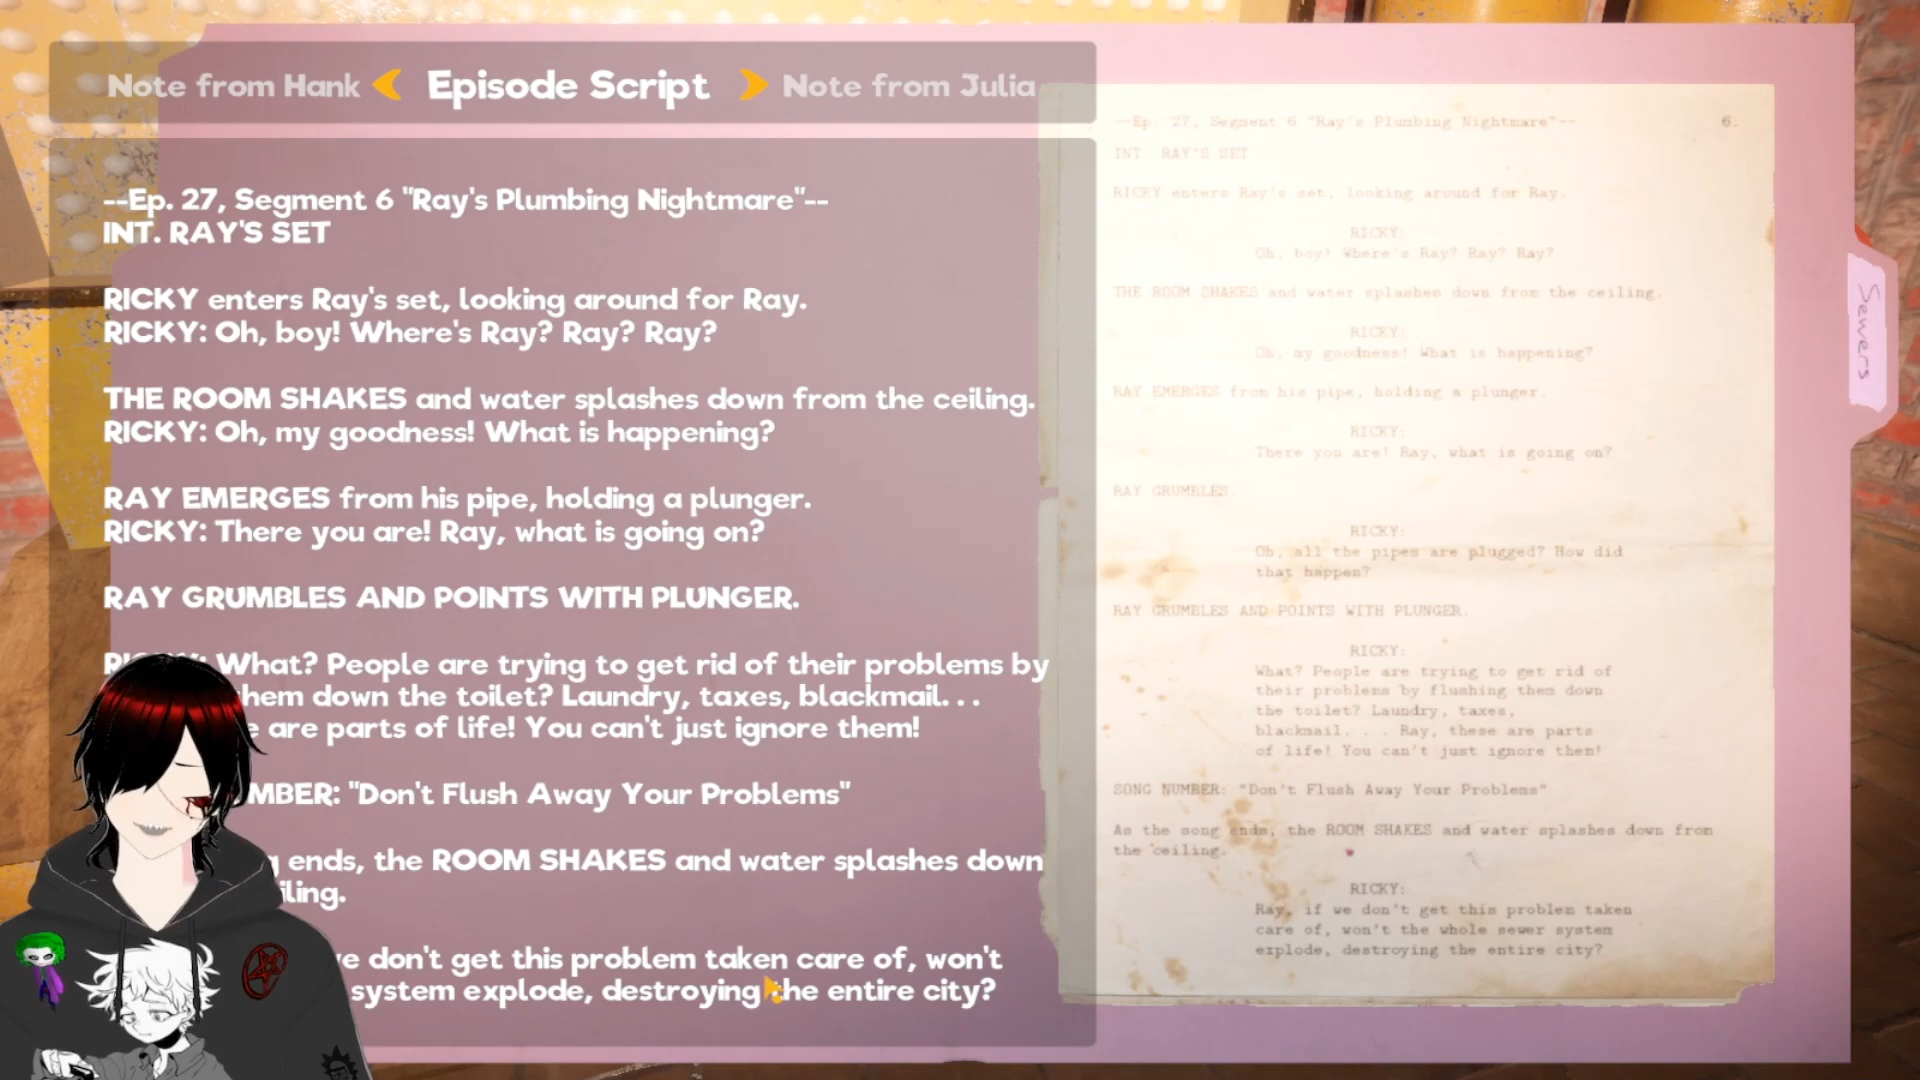 Note from Hank Episode Script Note from Julia
--Ep. 27, Segment 6 "Ray's Plumbing Nightmare"--
INT. RAY'S SET
RICKY enters Ray's set, looking around for Ray.
RICKY: Oh, boy! Where's Ray? Ray? Ray?
THE ROOM SHAKES and water splashes down from the ceiling.
RICKY: Oh, my goodness! What is happening?
RAY EMERGES from his pipe, holding a plunger.
RICKY: There you are! Ray, what is going on?
RAY GRUMBLES AND POINTS WITH PLUNGER.
What? People are trying to get rid of their problems by
them down the toilet? Laundry, taxes, blackmail. . .
are parts of life! You can't just ignore them!
"Don't Flush Away Your Problems"
ends, the ROOM SHAKES and water splashes down
don't get this problem taken care of, won't
system explode, destroying the entire city?
--Ep. 27, Segment 6 "Ray's Plumbing Nightmare"-- 6.
INT. RAY'S SET
RICKY enters Ray's set, looking around for Ray.
RICKY:
Oh, boy! Where's Ray? Ray? Ray?
THE ROOM SHAKES and water splashes down from the ceiling.
RICKY:
Oh, my goodness! What is happening?
RAY EMERGES from his pipe, holding a plunger.
RICKY:
There you are! Ray, what is going on?
RAY GRUMBLES.
RICKY:
Oh, all the pipes are plugged? How did
that happen?
RAY GRUMBLES AND POINTS WITH PLUNGER.
RICKY:
What? People are trying to get rid of
their problems by flushing them down
the toilet? Laundry, taxes,
blackmail. . . Ray, these are parts
of life! You can't just ignore them!
SONG NUMBER: "Don't Flush Away Your Problems"
As the song ends, the ROOM SHAKES and water splashes down from
the ceiling.
RICKY:
Ray, if we don't get this problem taken
care of, won't the whole sewer system
explode, destroying the entire city?
Sewers